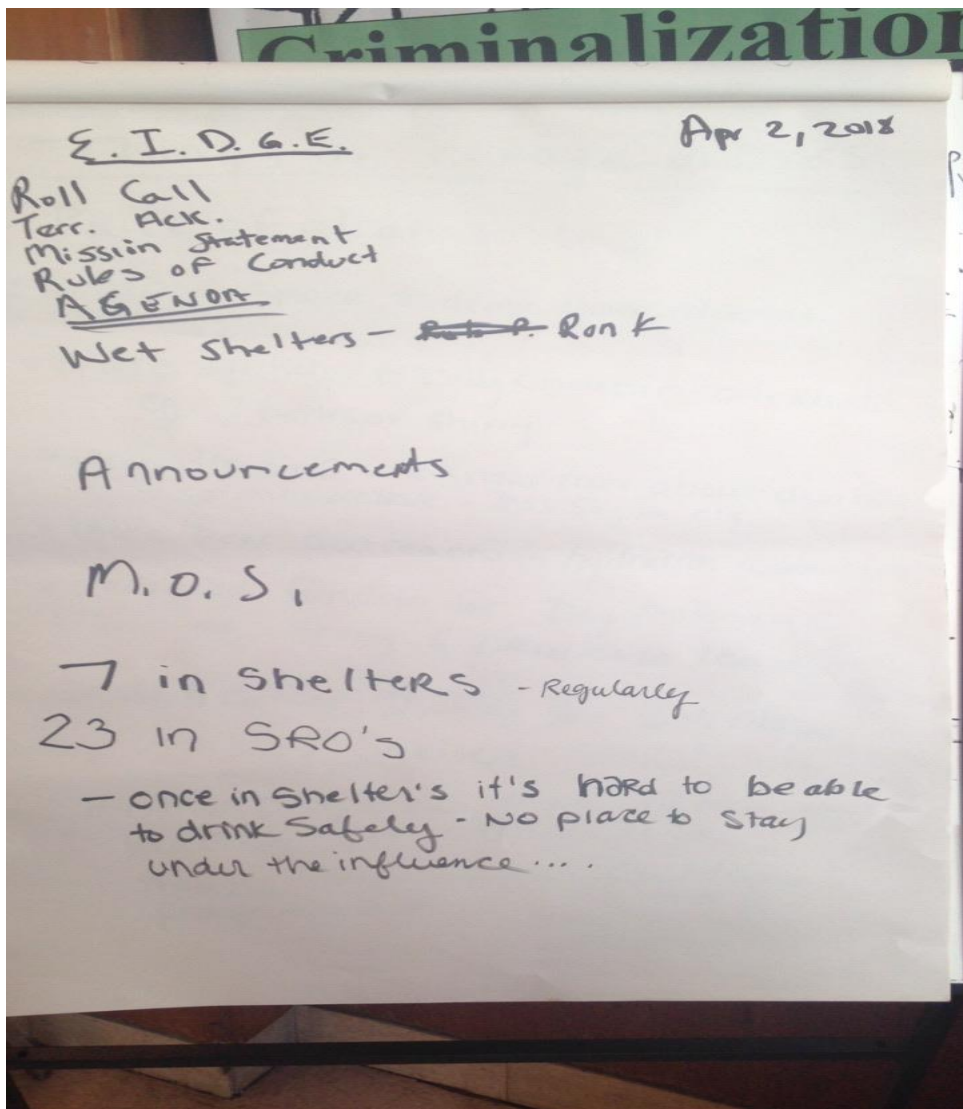 Criminalization
E.I.D.G.E. Apr 2, 2018
Roll Call
Terr. Ack.
Mission Statement
Rules of Conduct
AGENDA
Wet Shelters - Ron K
Announcements
M.O.S.
7 in Shelters - Regularly
23 in SRO's
- once in Shelter's it's hard to be able
to drink Safely - No place to stay
under the influence....